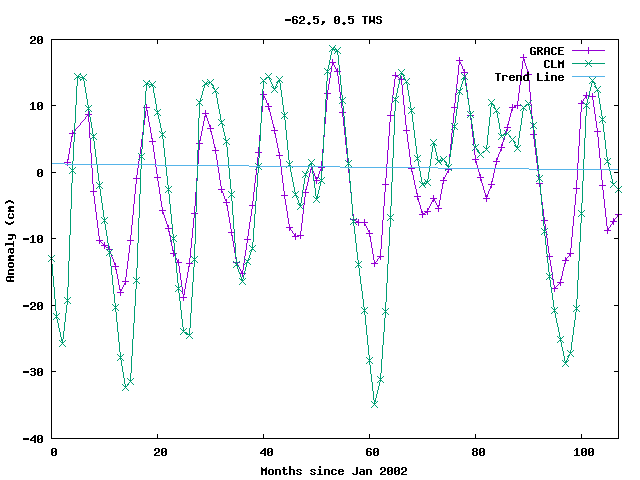 -62.5, 0.5 TWS
GRACE
CLM
Trend Line
20
10
0
-10
-20
-30
-40
Anomaly (cm)
0 20 40 60 80 100
Months since Jan 2002